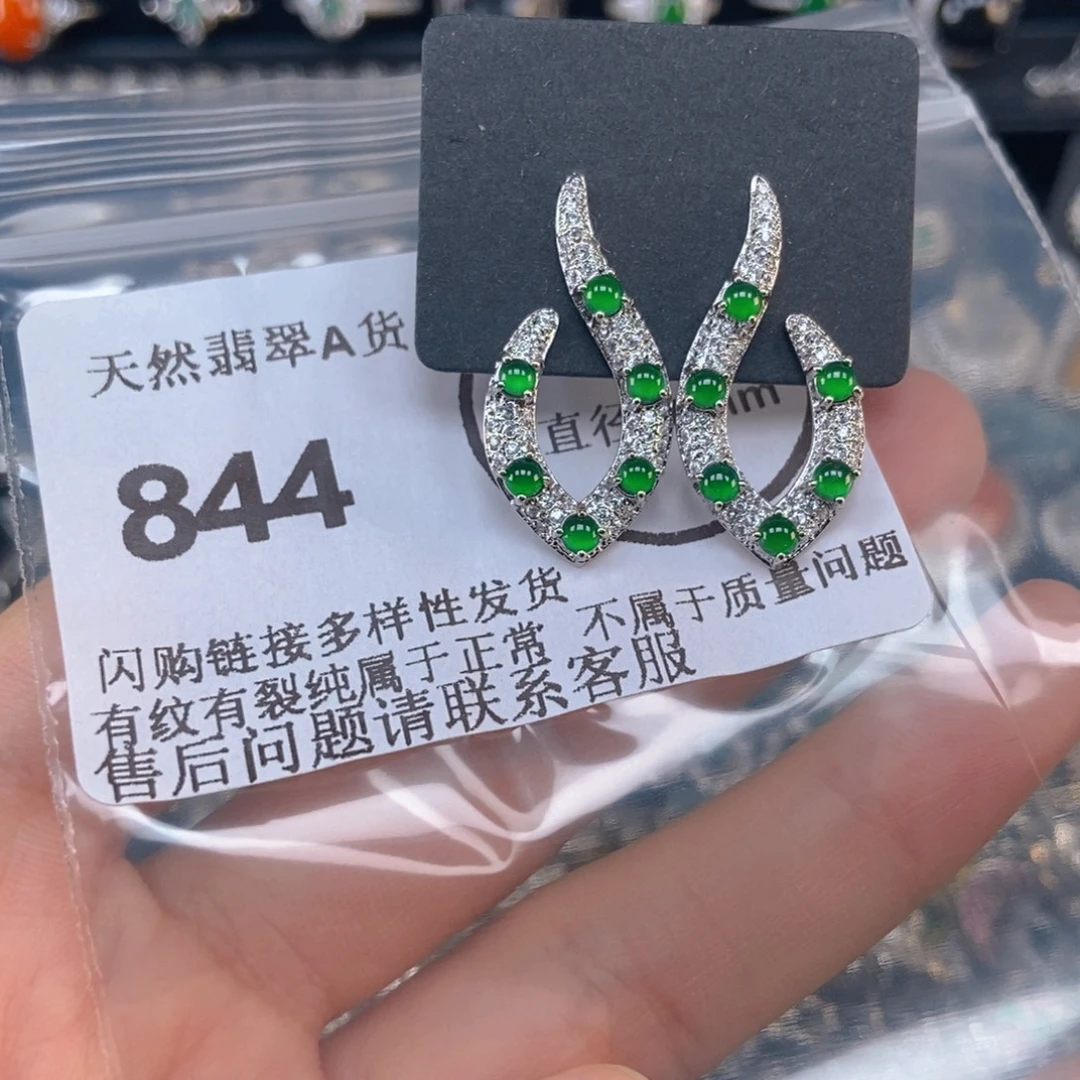 天然翡翠A货
844
直径
闪购链接多样性发货
有纹有裂纯属于正常 不属于质量问题
售后问题请联系客服